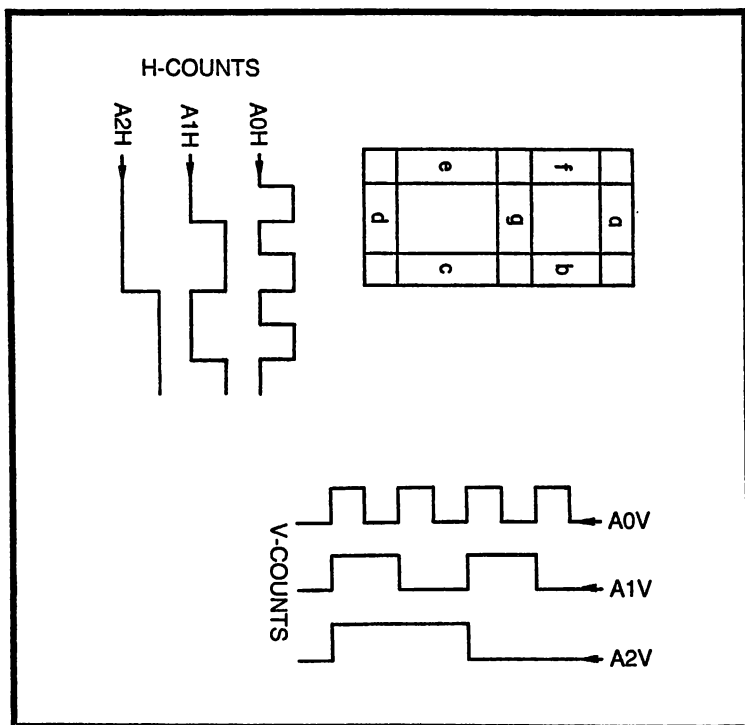 H-COUNTS
A2H
A1H
A0H
e
f
d
g
a
c
b
V-COUNTS
A0V
A1V
A2V